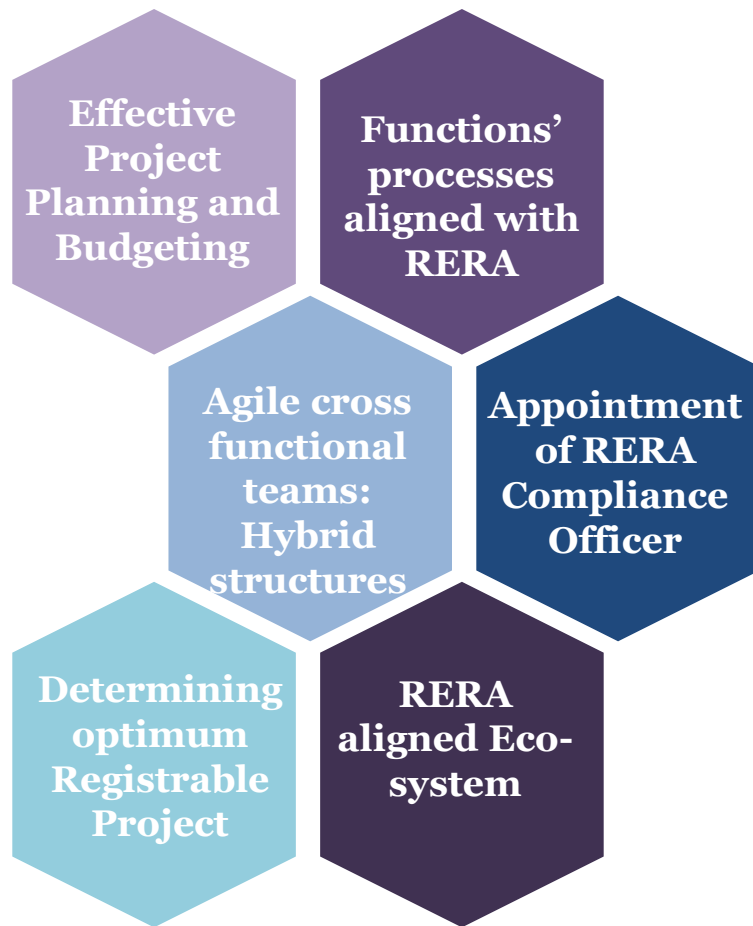 Effective
Project
Planning and
Budgeting
Functions’
processes
aligned with
RERA
Agile cross
functional
teams:
Hybrid
structures
Appointment
of RERA
Compliance
Officer
Determining
optimum
Registrable
Project
RERA
aligned Eco-
system